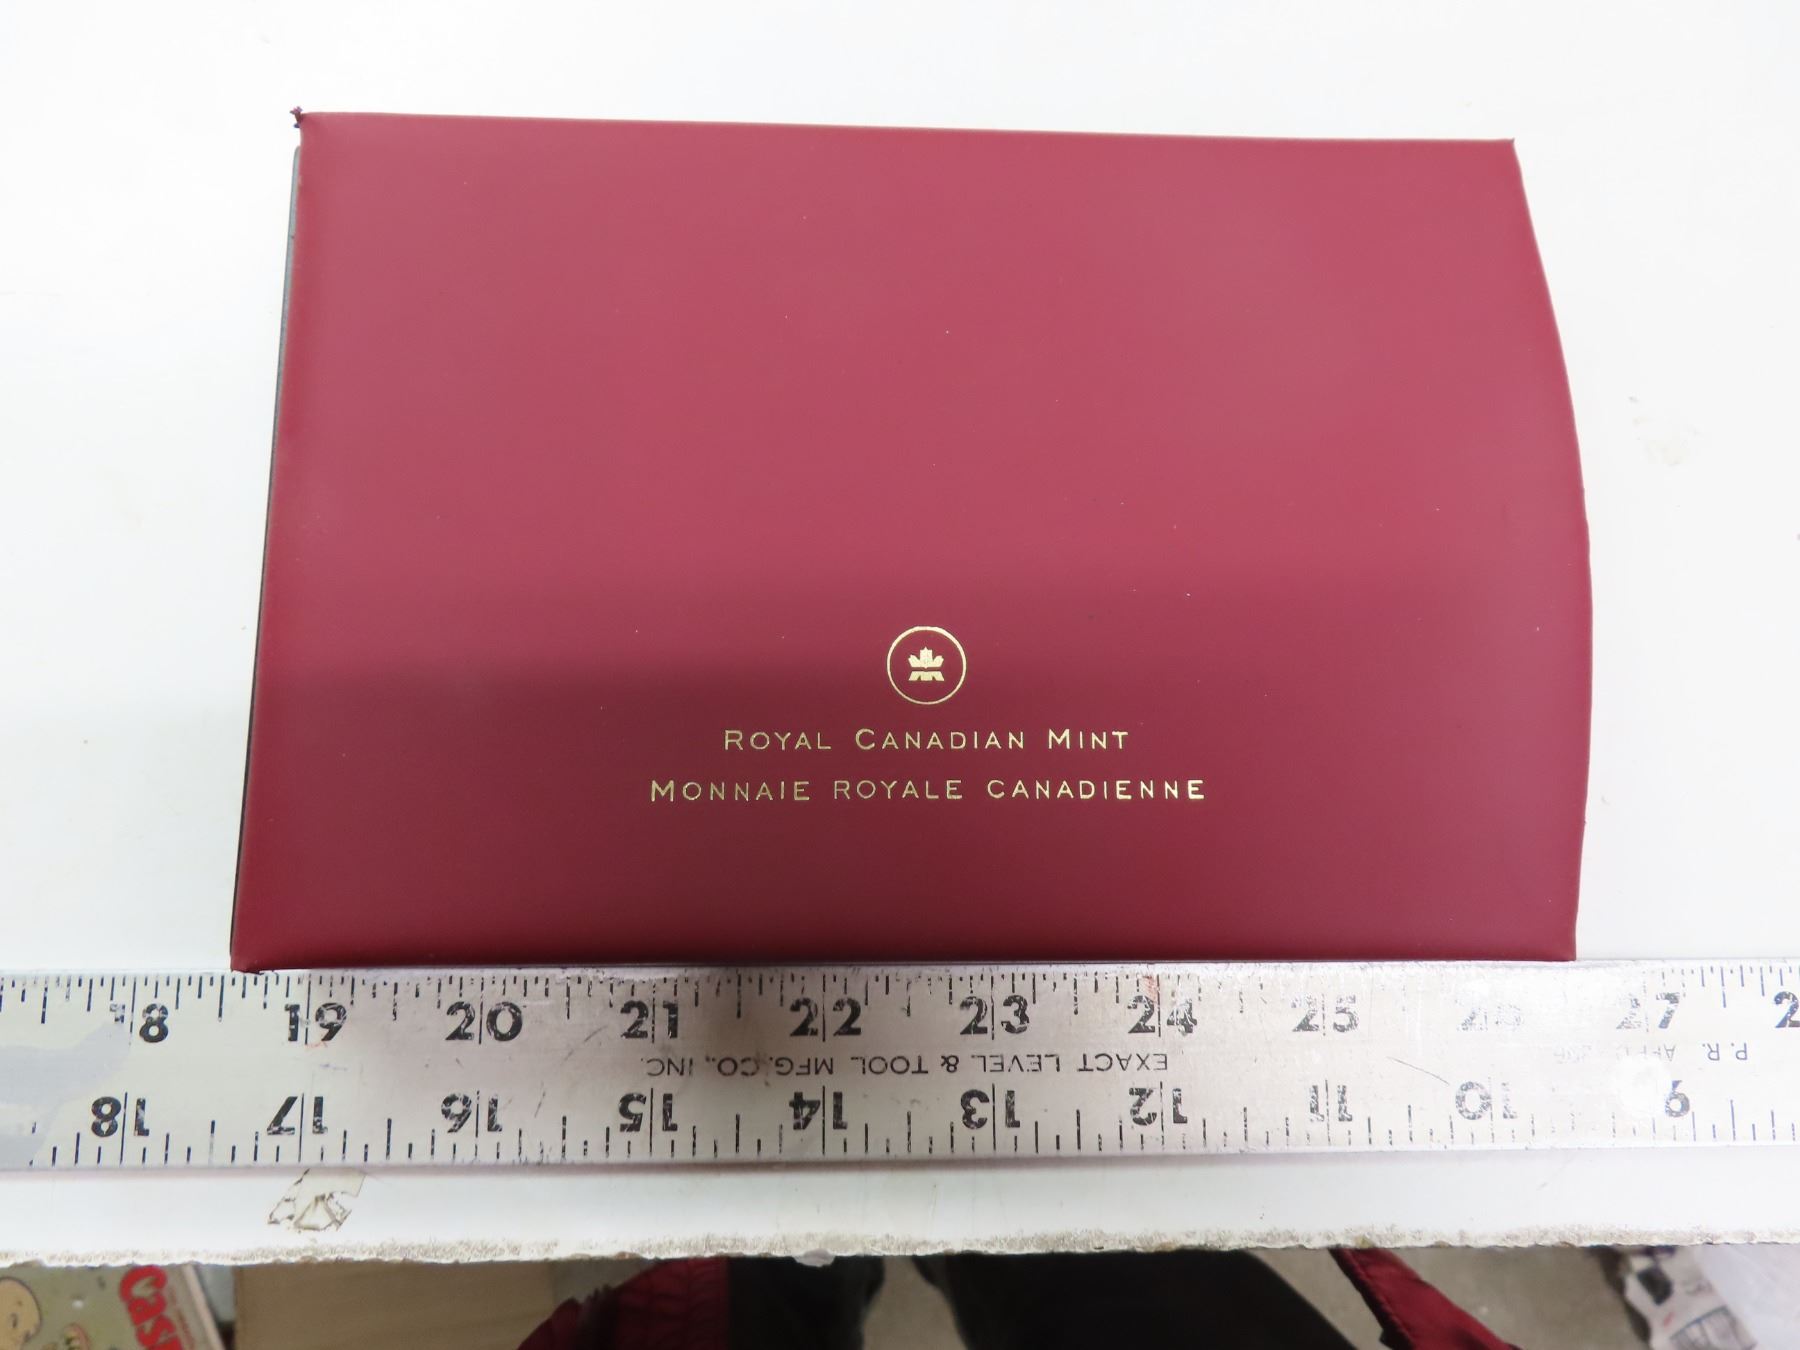 ROYAL CANADIAN MINT
MONNAIE ROYALE CANADIENNE
18 19 20 21 22 23 24 25 26 27
EXACT LEVEL & TOOL MFG. CO., INC.
P.R.
18 17 16 15 14 13 12 11 10 9